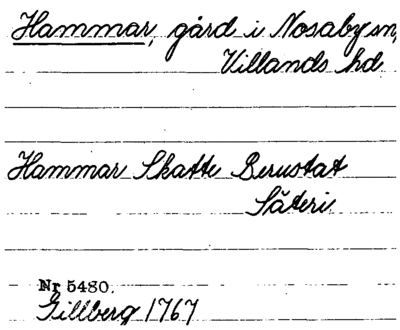 Hammar, gård i Nosaby sn,
Villands hd
Hammar Skatte Berustat
Säteri
Nr 5480.
Gillberg 1767